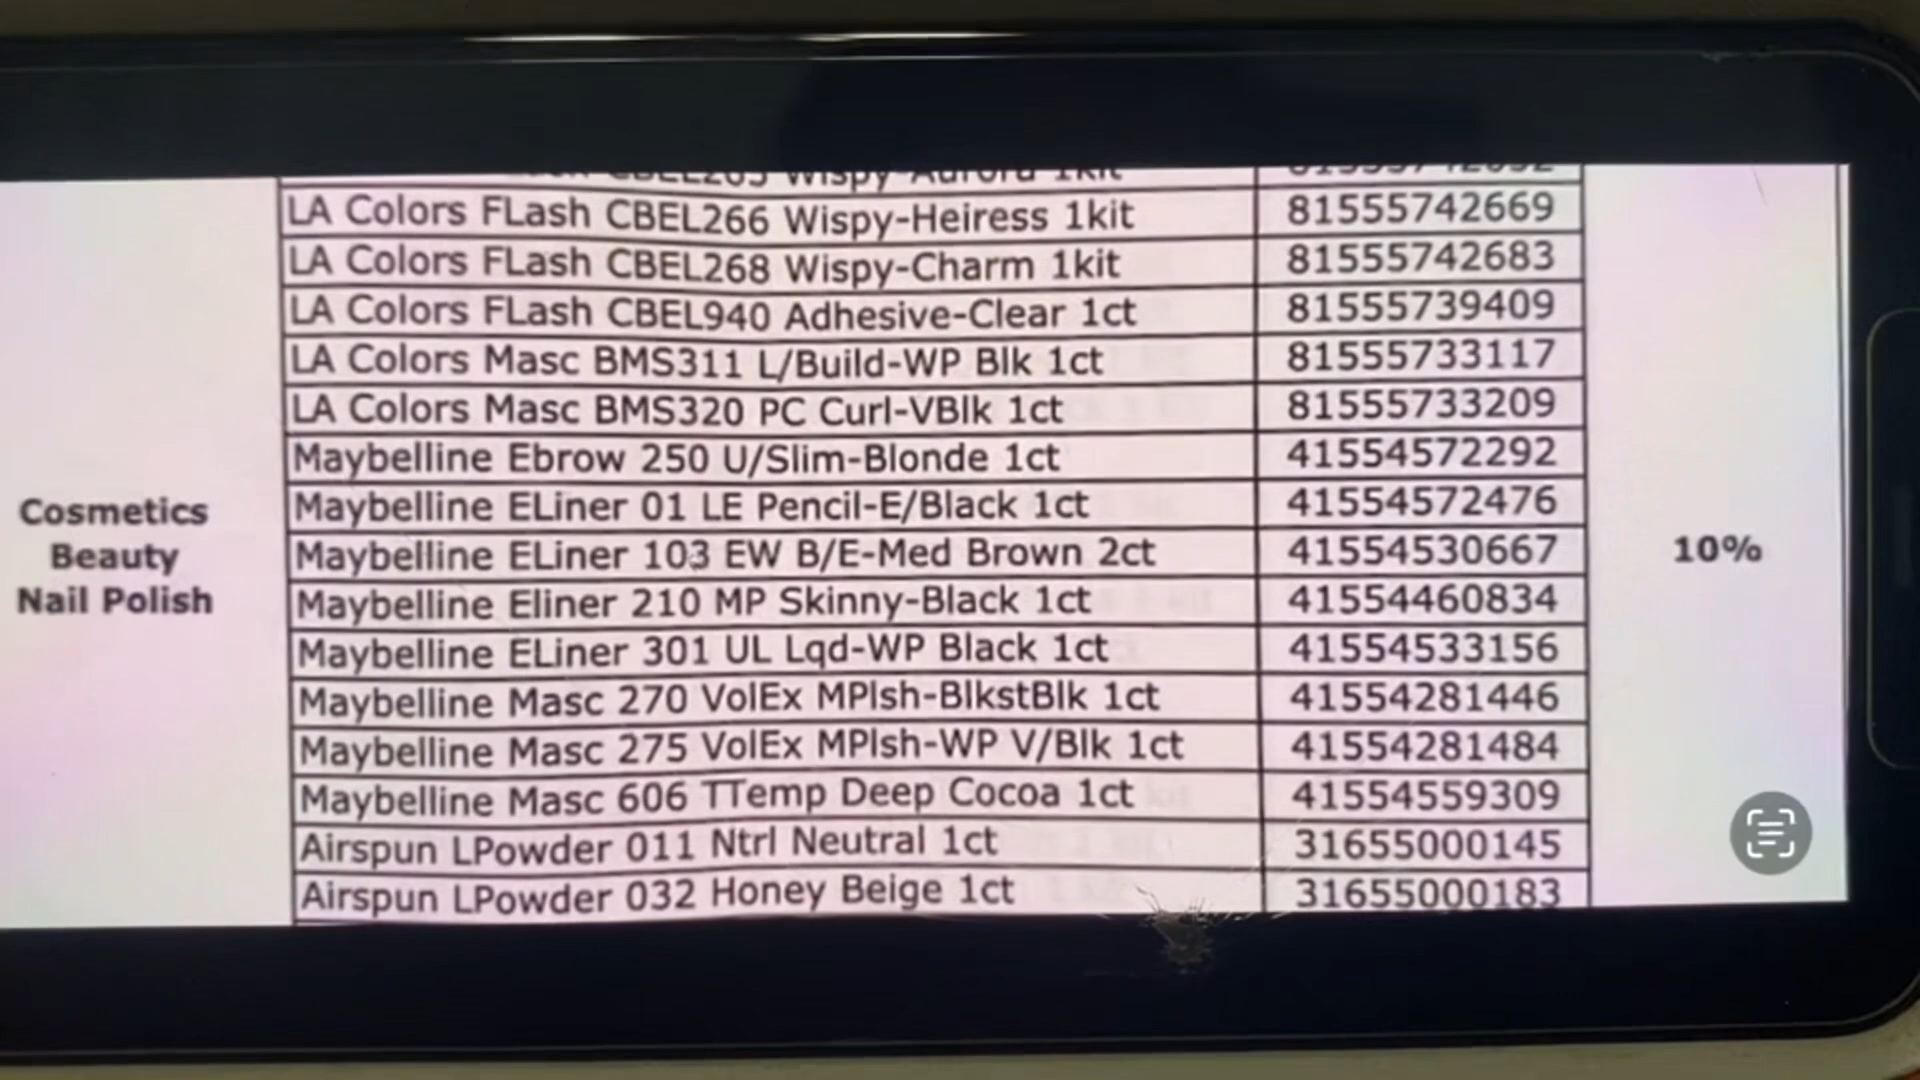 CBEL265 Wispy-Aurora 1kit
LA Colors FLash CBEL266 Wispy-Heiress 1kit 81555742669
LA Colors FLash CBEL268 Wispy-Charm 1kit 81555742683
LA Colors FLash CBEL940 Adhesive-Clear 1ct 81555739409
LA Colors Masc BMS311 L/Build-WP Blk 1ct 81555733117
LA Colors Masc BMS320 PC Curl-VBlk 1ct 81555733209
Maybelline Ebrow 250 U/Slim-Blonde 1ct 41554572292
Maybelline ELiner 01 LE Pencil-E/Black 1ct 41554572476
Maybelline ELiner 103 EW B/E-Med Brown 2ct 41554530667
Maybelline Eliner 210 MP Skinny-Black 1ct 41554460834
Maybelline ELiner 301 UL Lqd-WP Black 1ct 41554533156
Maybelline Masc 270 VolEx MPlsh-BlkstBlk 1ct 41554281446
Maybelline Masc 275 VolEx MPlsh-WP V/Blk 1ct 41554281484
Maybelline Masc 606 TTemp Deep Cocoa 1ct 41554559309
Airspun LPowder 011 Ntrl Neutral 1ct 31655000145
Airspun LPowder 032 Honey Beige 1ct 31655000183
Cosmetics
Beauty
Nail Polish
10%